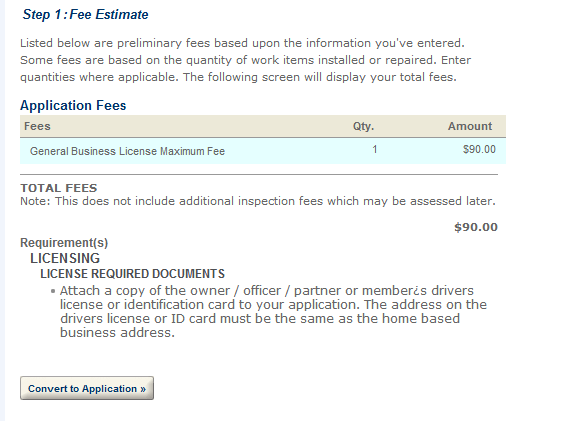 Step 1: Fee Estimate
Listed below are preliminary fees based upon the information you've entered.
Some fees are based on the quantity of work items installed or repaired. Enter
quantities where applicable. The following screen will display your total fees.
Application Fees
Fees Qty. Amount
General Business License Maximum Fee 1 $90.00
TOTAL FEES
Note: This does not include additional inspection fees which may be assessed later.
$90.00
Requirement(s)
LICENSING
LICENSE REQUIRED DOCUMENTS
• Attach a copy of the owner / officer / partner or member¿s drivers
license or identification card to your application. The address on the
drivers license or ID card must be the same as the home based
business address.
Convert to Application »